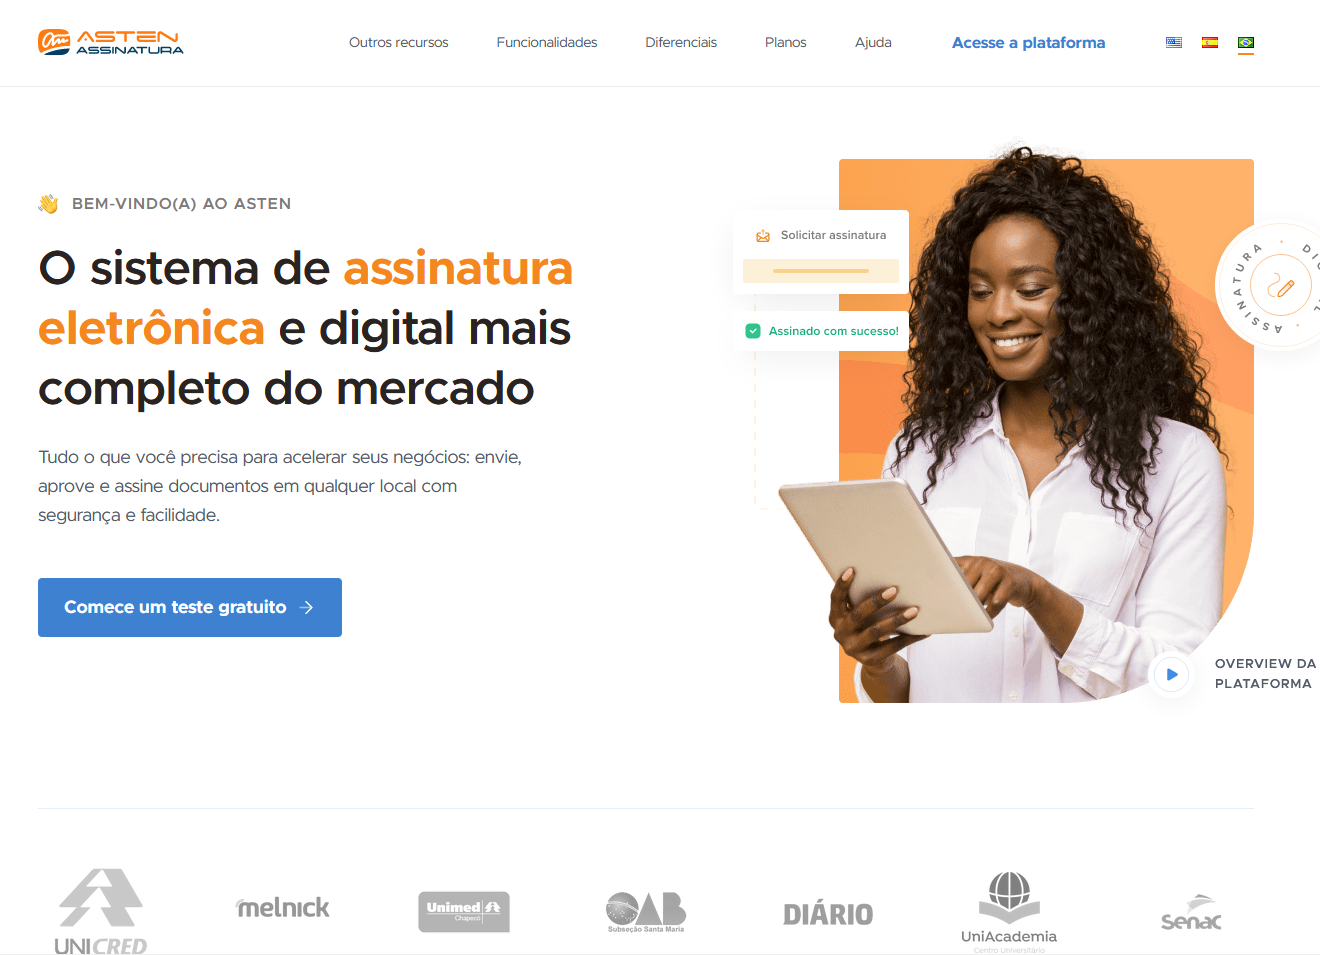 ASTEN
ASSINATURA
Outros recursos
Funcionalidades
Diferenciais
Planos
Ajuda
Acesse a plataforma
BEM-VINDO(A) AO ASTEN
O sistema de assinatura
eletrônica e digital mais
completo do mercado
Tudo o que você precisa para acelerar seus negócios: envie,
aprove e assine documentos em qualquer local com
segurança e facilidade.
Comece um teste gratuito
Solicitar assinatura
Assinado com sucesso!
ASSINATURA
OVERVIEW DA
PLATAFORMA
UNICRED
melnick
Unimed
Chapecó
OAB
Subseção Santa Maria
DIÁRIO
UniAcademia
Centro Universitário
Senac